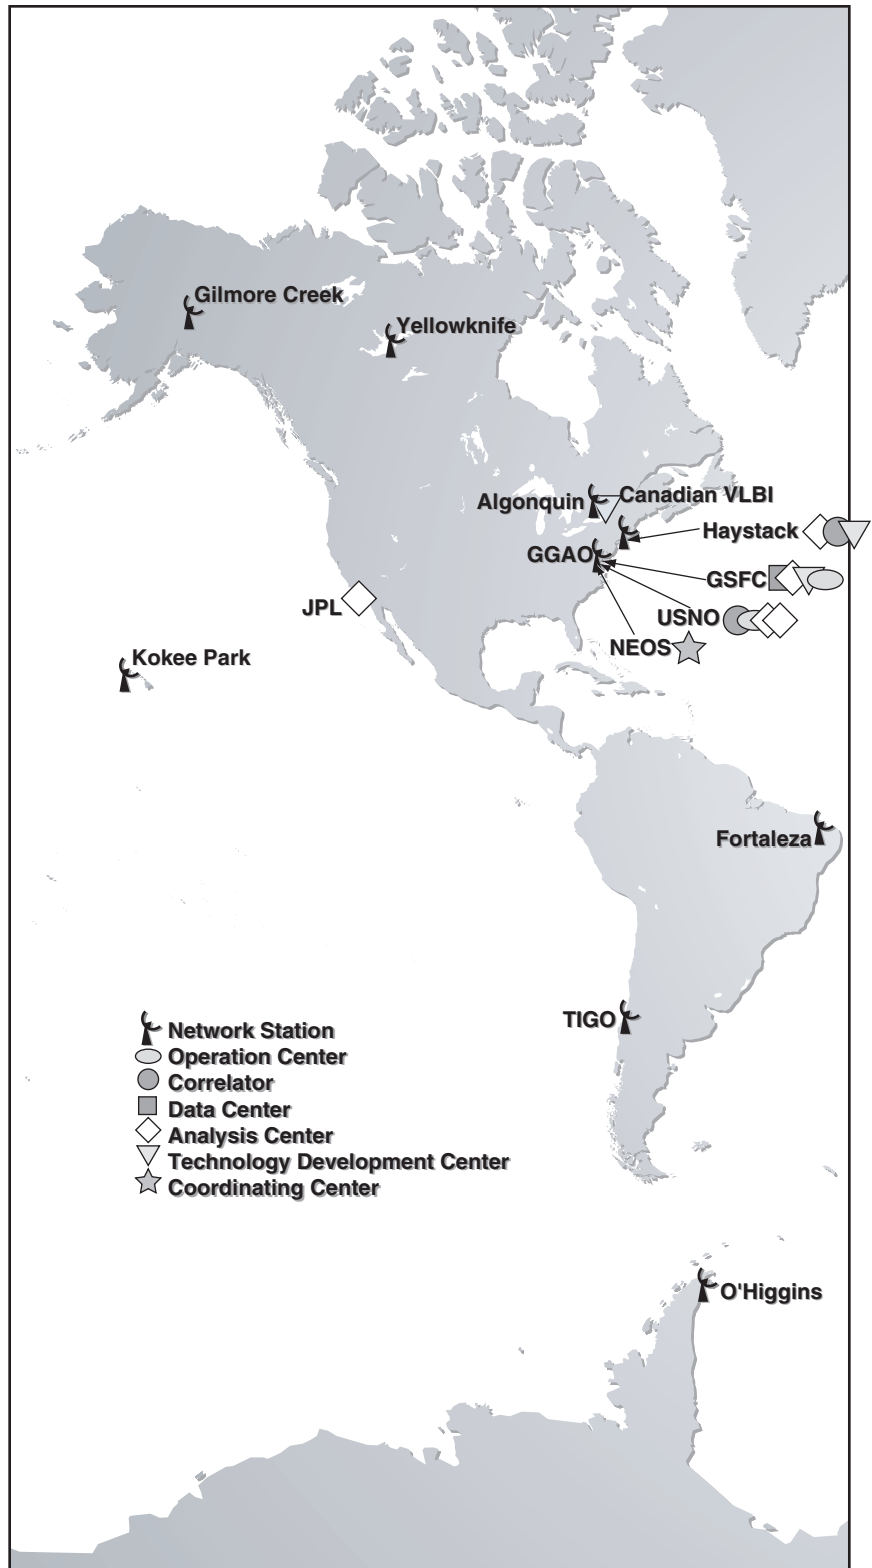 Gilmore Creek
Yellowknife
Algonquin
Canadian VLBI
Haystack
GGAO
GSFC
JPL
USNO
NEOS
Kokee Park
Fortaleza
TIGO
Network Station
Operation Center
Correlator
Data Center
Analysis Center
Technology Development Center
Coordinating Center
O'Higgins